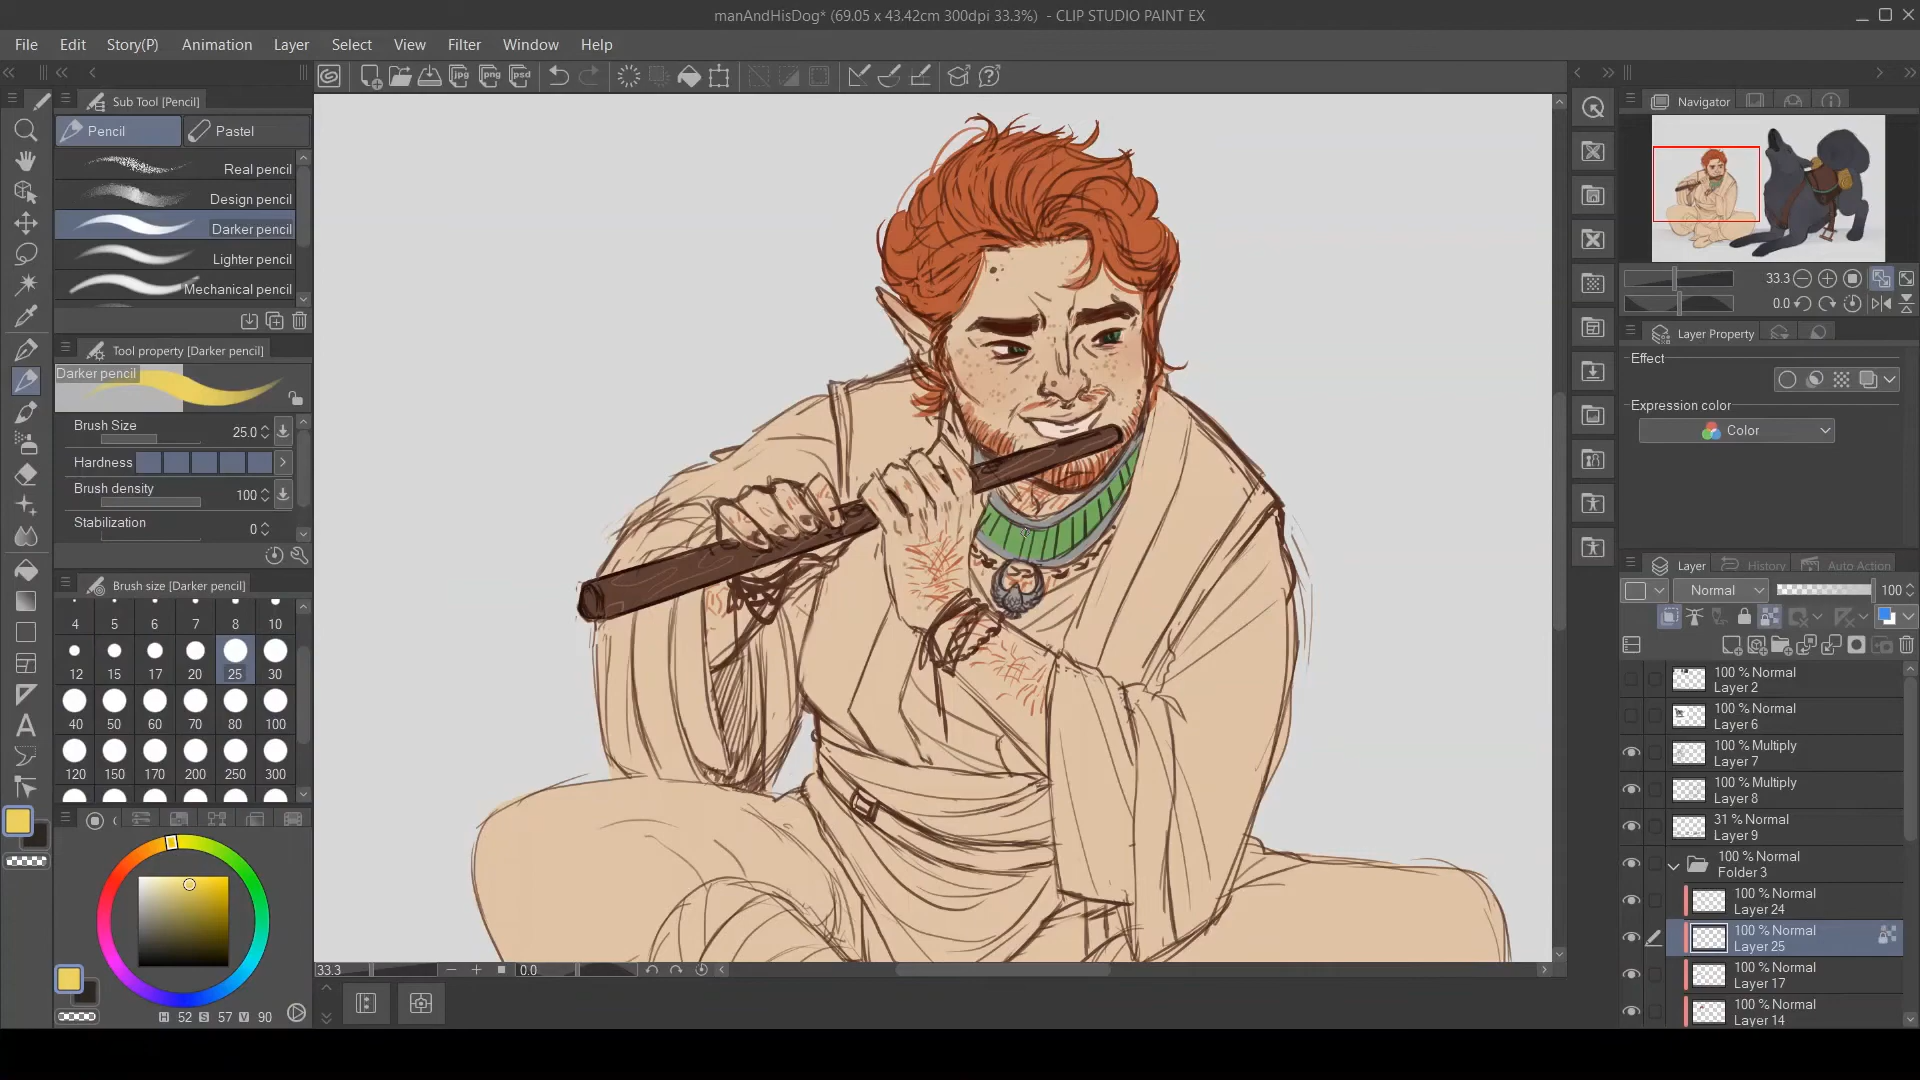 manAndHisDog* (69.05 x 43.42cm 300dpi 33.3%) - CLIP STUDIO PAINT EX
File Edit Story(P) Animation Layer Select View Filter Window Help
jpg png psd
Sub Tool [Pencil]
Pencil Pastel
Real pencil
Design pencil
Darker pencil
Lighter pencil
Mechanical pencil
Tool property [Darker pencil]
Darker pencil
Brush Size 25.0
Hardness
Brush density 100
Stabilization 0
Brush size [Darker pencil]
4 5 6 7 8 10
12 15 17 20 25 30
40 50 60 70 80 100
120 150 170 200 250 300
H 52 S 57 V 90
33.3 0.0
Navigator
33.3
0.0
Layer Property
Effect
Expression color
Color
Layer History Auto Action
Normal 100
100 % Normal
Layer 2
100 % Normal
Layer 6
100 % Multiply
Layer 7
100 % Multiply
Layer 8
31 % Normal
Layer 9
100 % Normal
Folder 3
100 % Normal
Layer 24
100 % Normal
Layer 25
100 % Normal
Layer 17
100 % Normal
Layer 14